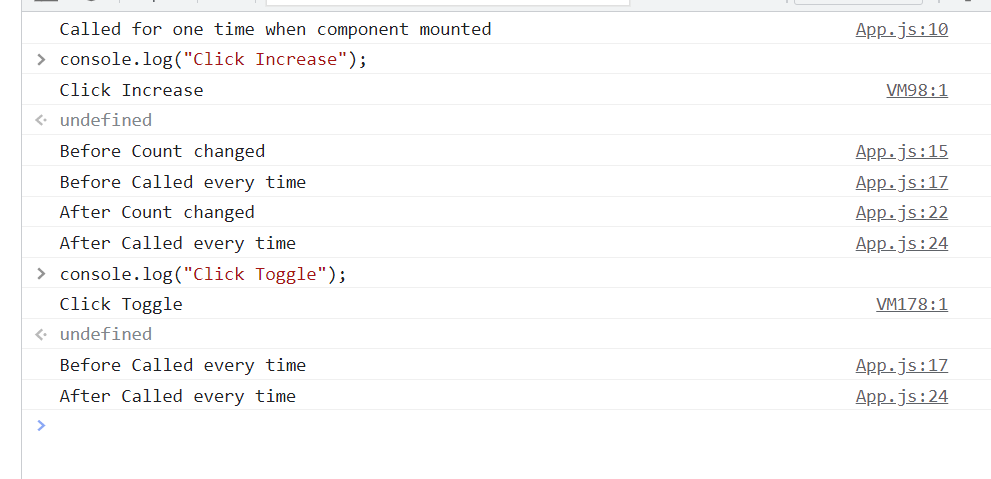 Called for one time when component mounted App.js:10
> console.log("Click Increase");
Click Increase VM98:1
undefined
Before Count changed App.js:15
Before Called every time App.js:17
After Count changed App.js:22
After Called every time App.js:24
> console.log("Click Toggle");
Click Toggle VM178:1
undefined
Before Called every time App.js:17
After Called every time App.js:24
>